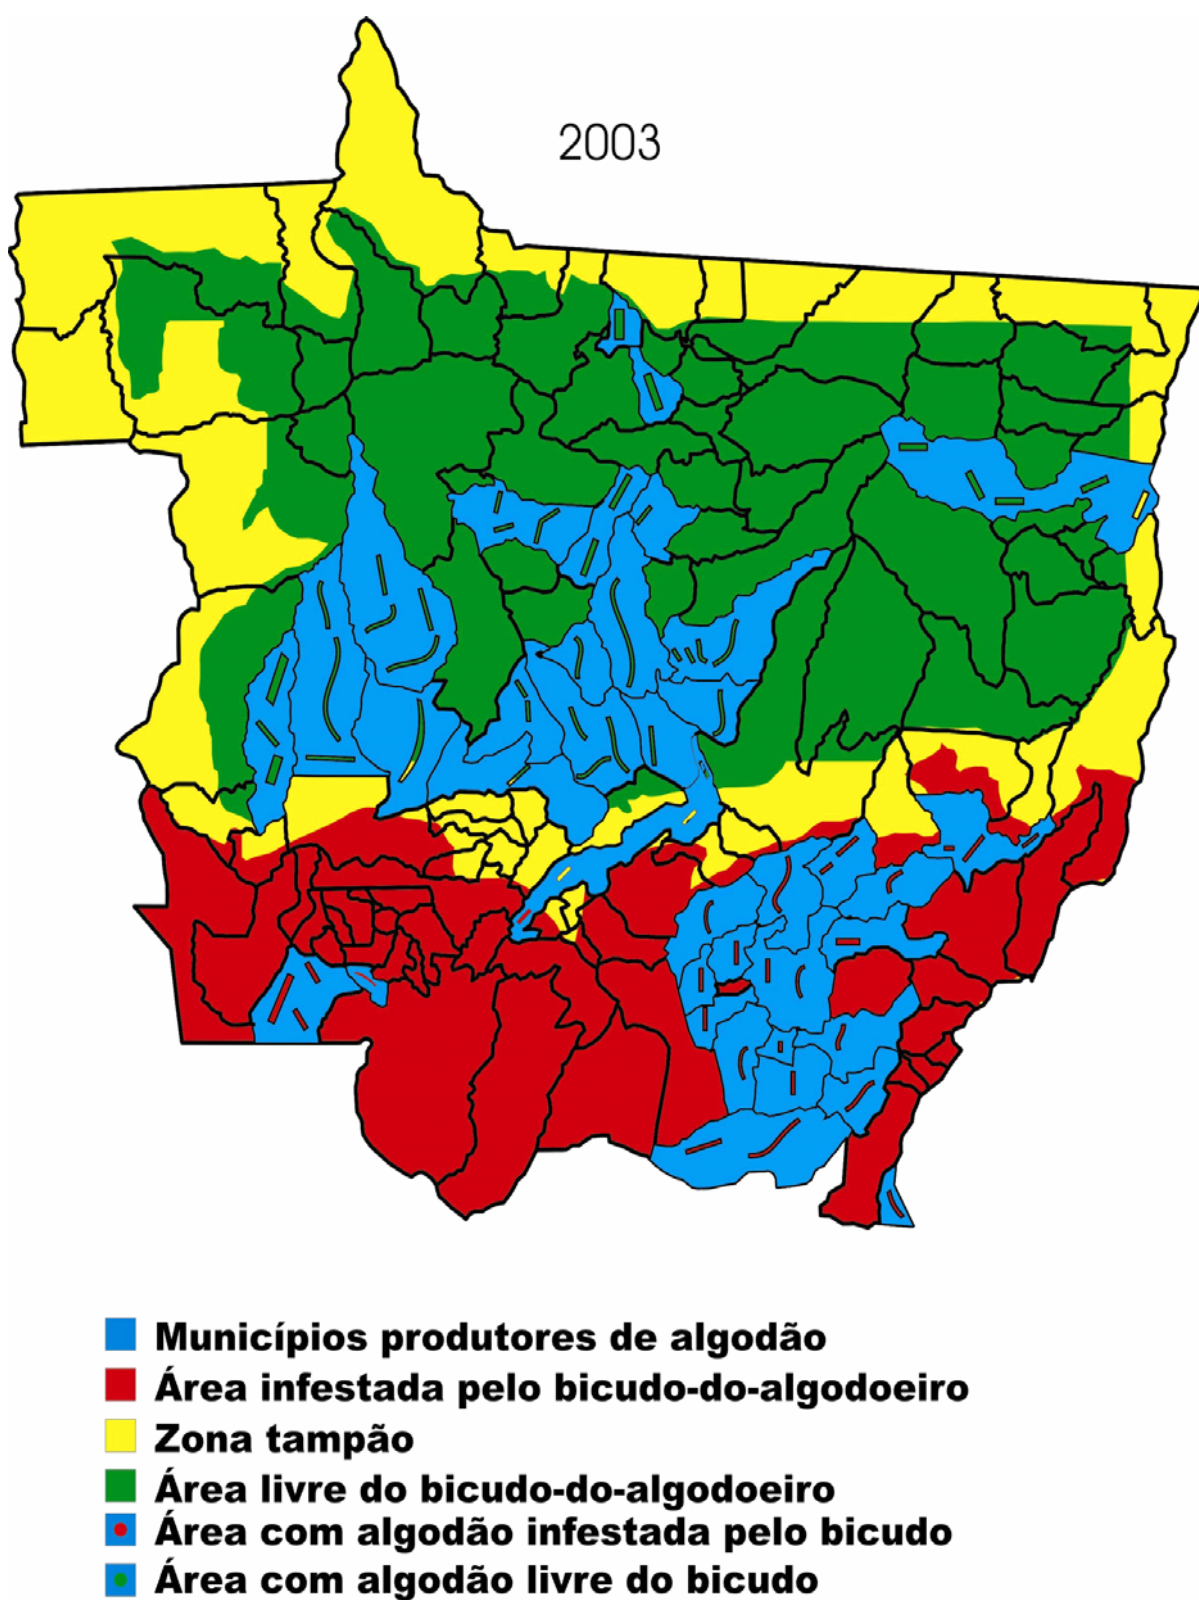 2003
Municípios produtores de algodão
Área infestada pelo bicudo-do-algodoeiro
Zona tampão
Área livre do bicudo-do-algodoeiro
Área com algodão infestada pelo bicudo
Área com algodão livre do bicudo